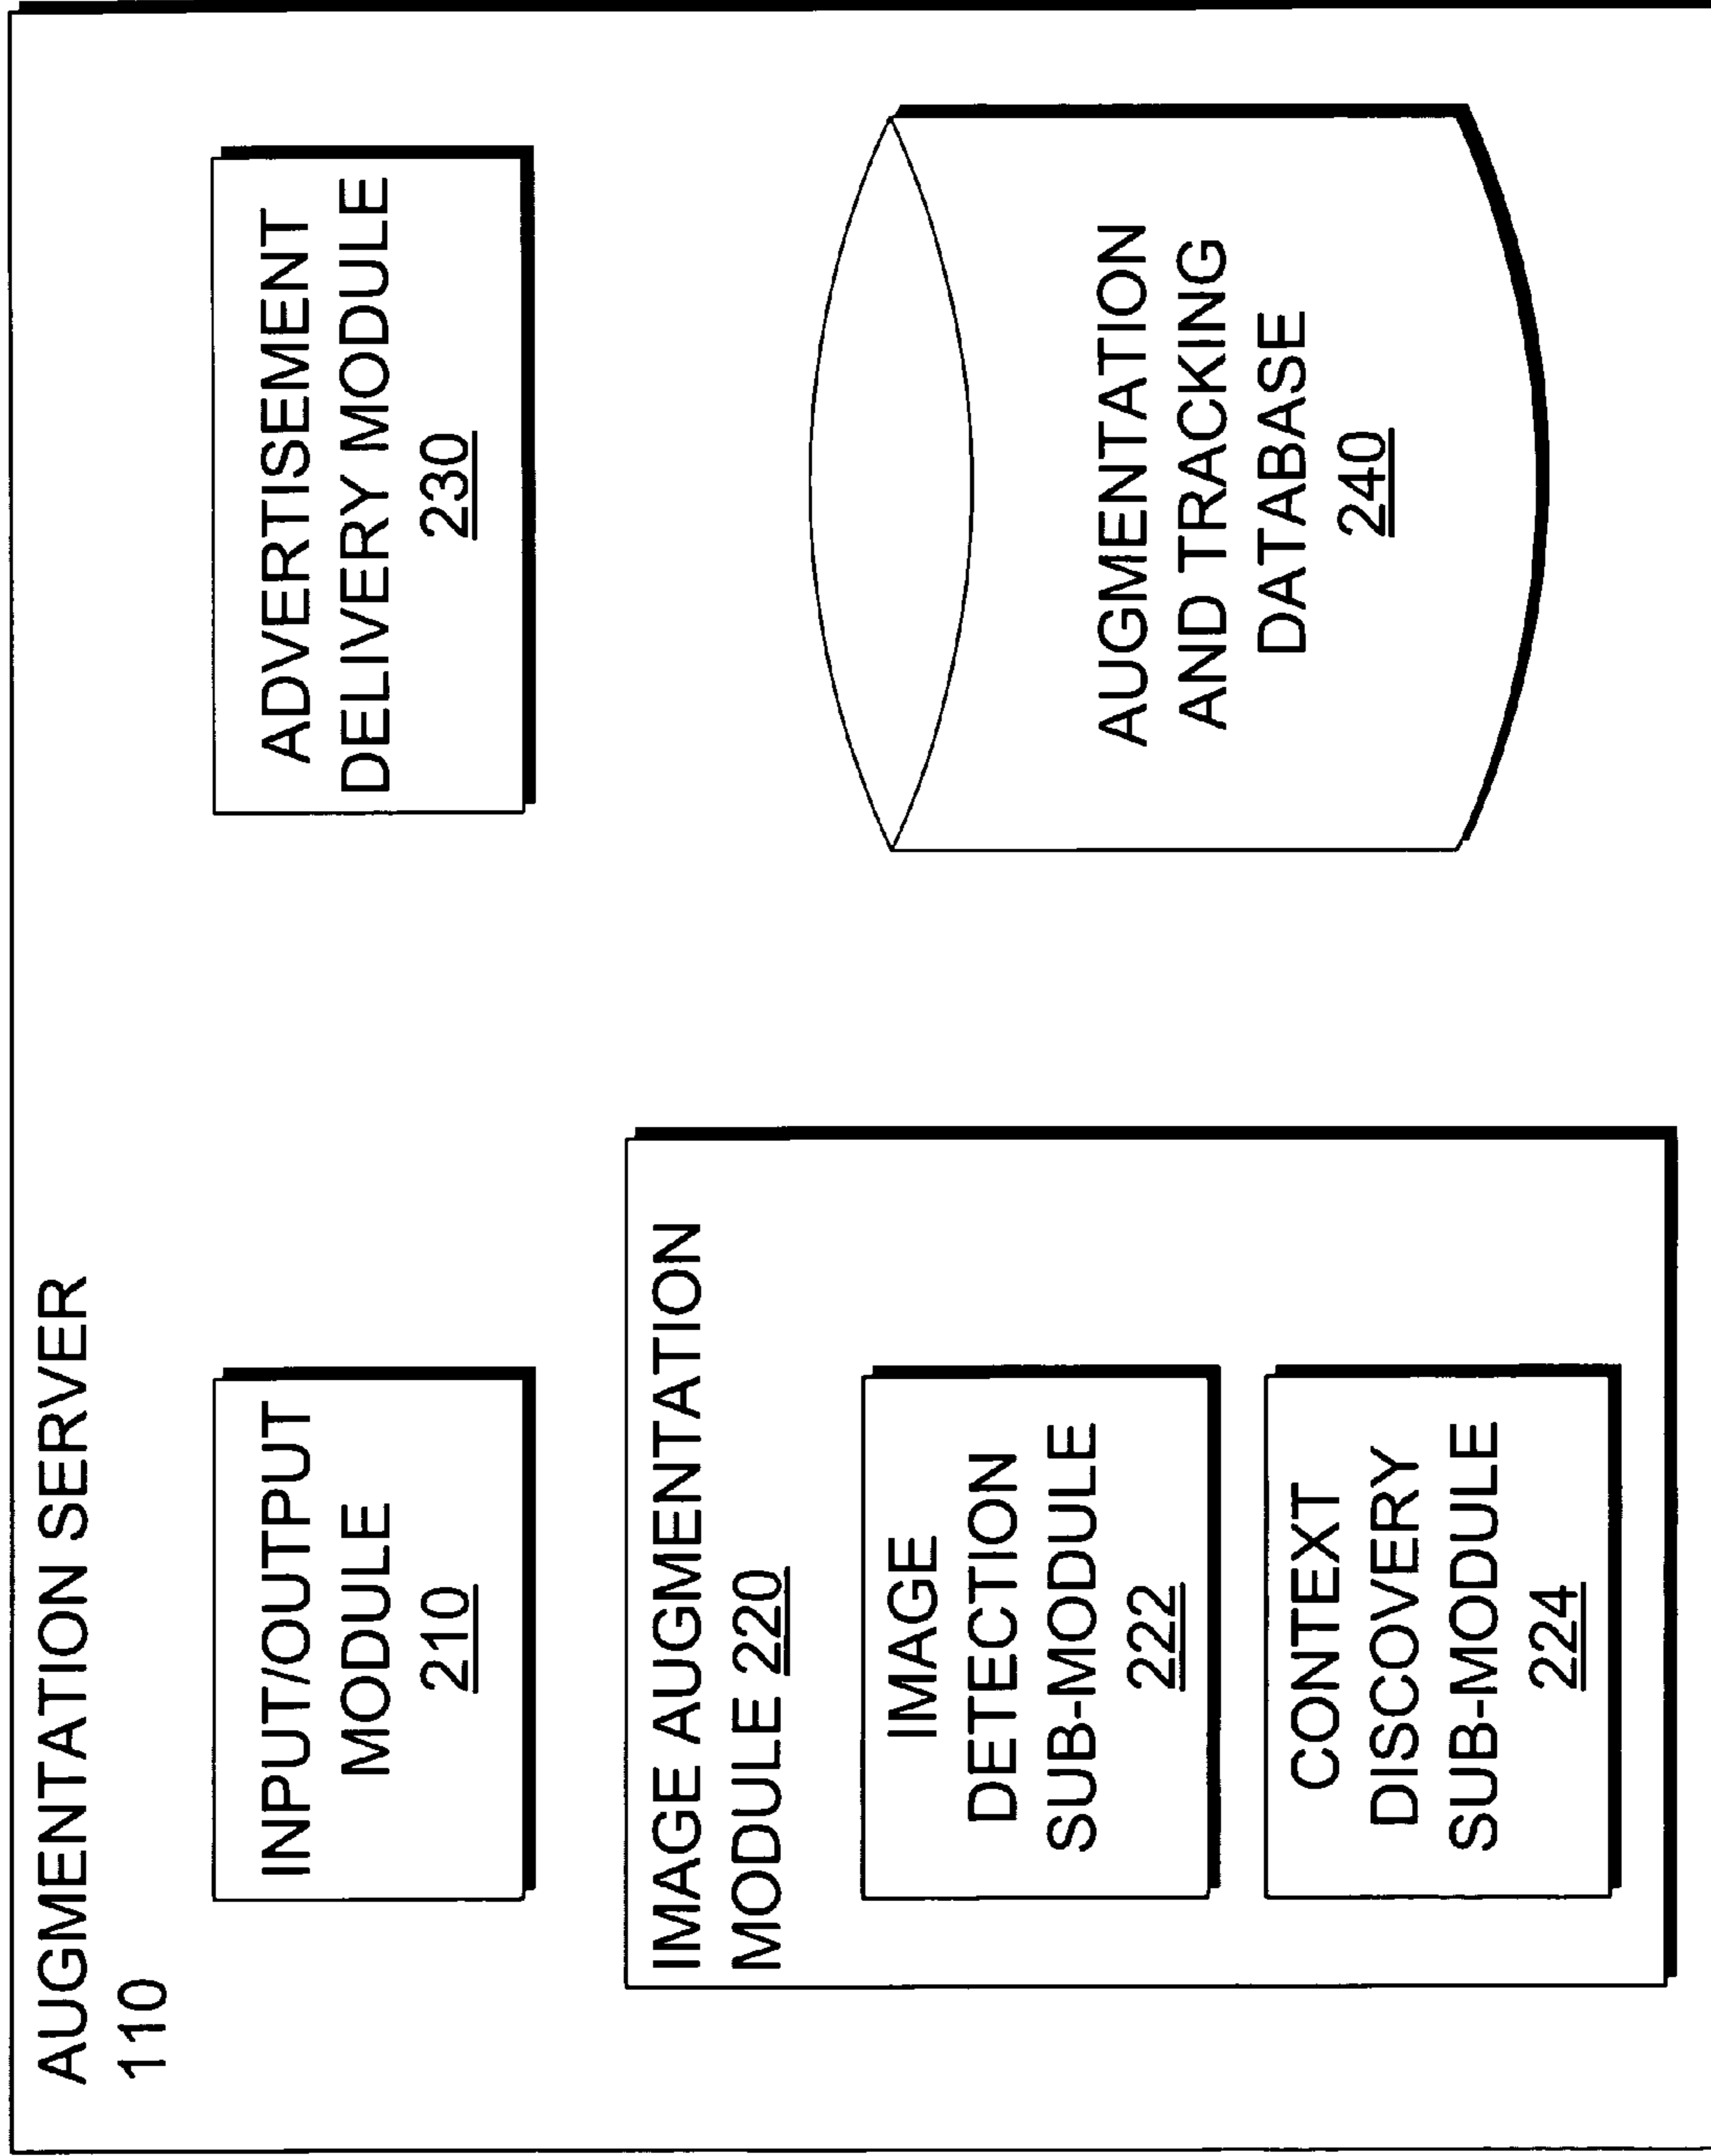 AUGMENTATION SERVER
110
INPUT/OUTPUT
MODULE
210
ADVERTISEMENT
DELIVERY MODULE
230
IMAGE AUGMENTATION
MODULE 220
IMAGE
DETECTION
SUB-MODULE
222
CONTEXT
DISCOVERY
SUB-MODULE
224
AUGMENTATION
AND TRACKING
DATABASE
240